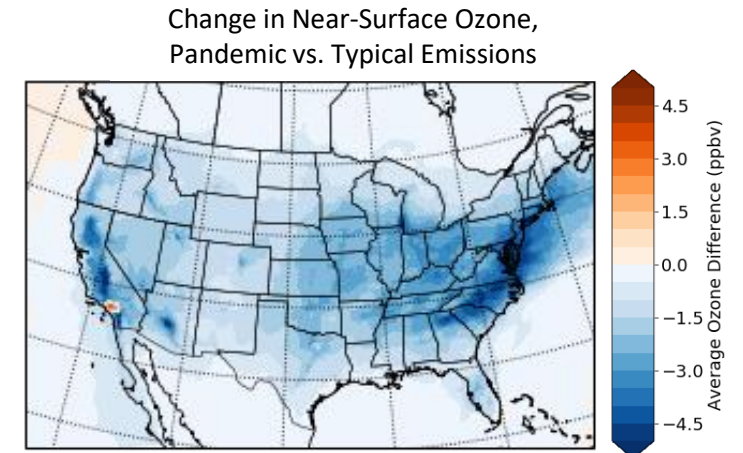 Change in Near-Surface Ozone,
Pandemic vs. Typical Emissions
4.5
3.0
1.5
0.0
−1.5
−3.0
−4.5
Average Ozone Difference (ppbv)